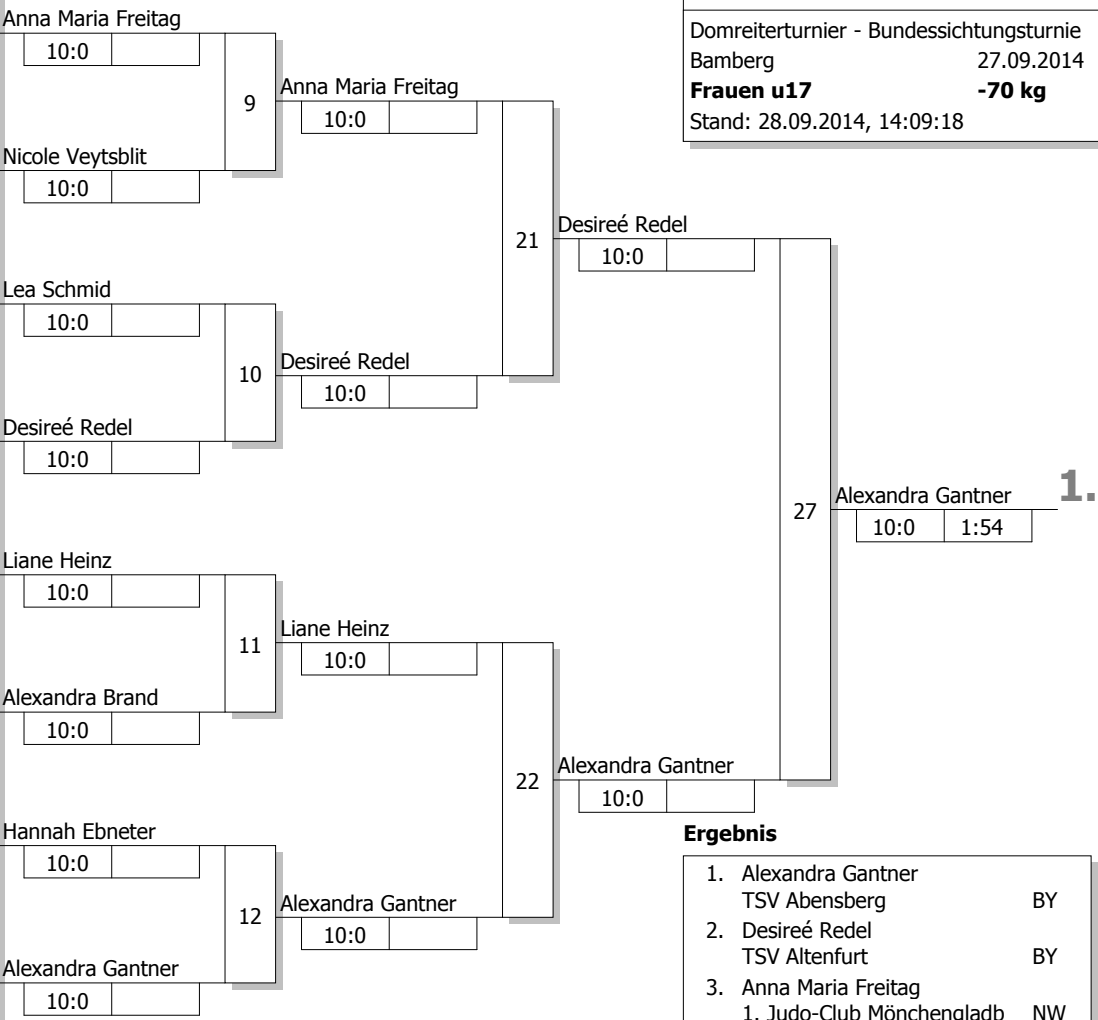 Anna Maria Freitag
10:0
9
Nicole Veytsblit
10:0
Lea Schmid
10:0
10
Desireé Redel
10:0
Liane Heinz
10:0
11
Alexandra Brand
10:0
Hannah Ebneter
10:0
12
Alexandra Gantner
10:0
Anna Maria Freitag
10:0
21
Desireé Redel
10:0
Liane Heinz
10:0
22
Alexandra Gantner
10:0
Desireé Redel
10:0
27
Alexandra Gantner
10:0
Alexandra Gantner 1.
10:0 1:54
Domreiterturnier - Bundessichtungsturnie
Bamberg 27.09.2014
Frauen u17 -70 kg
Stand: 28.09.2014, 14:09:18
Ergebnis
1. Alexandra Gantner
TSV Abensberg BY
2. Desireé Redel
TSV Altenfurt BY
3. Anna Maria Freitag
1. Judo-Club Mönchengladb NW